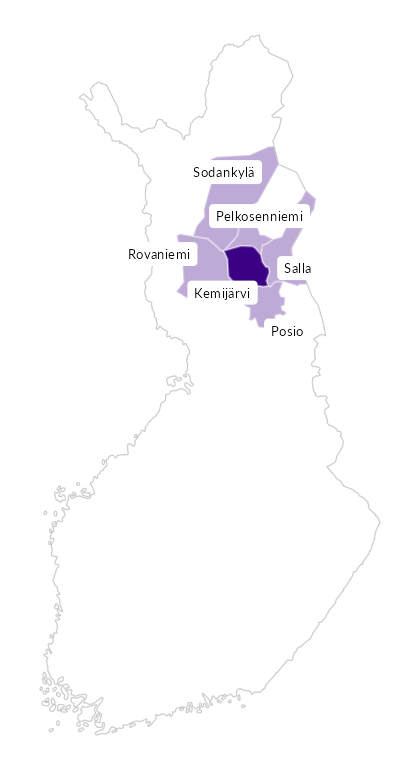 Sodankylä
Pelkosenniemi
Rovaniemi
Salla
Kemijärvi
Posio